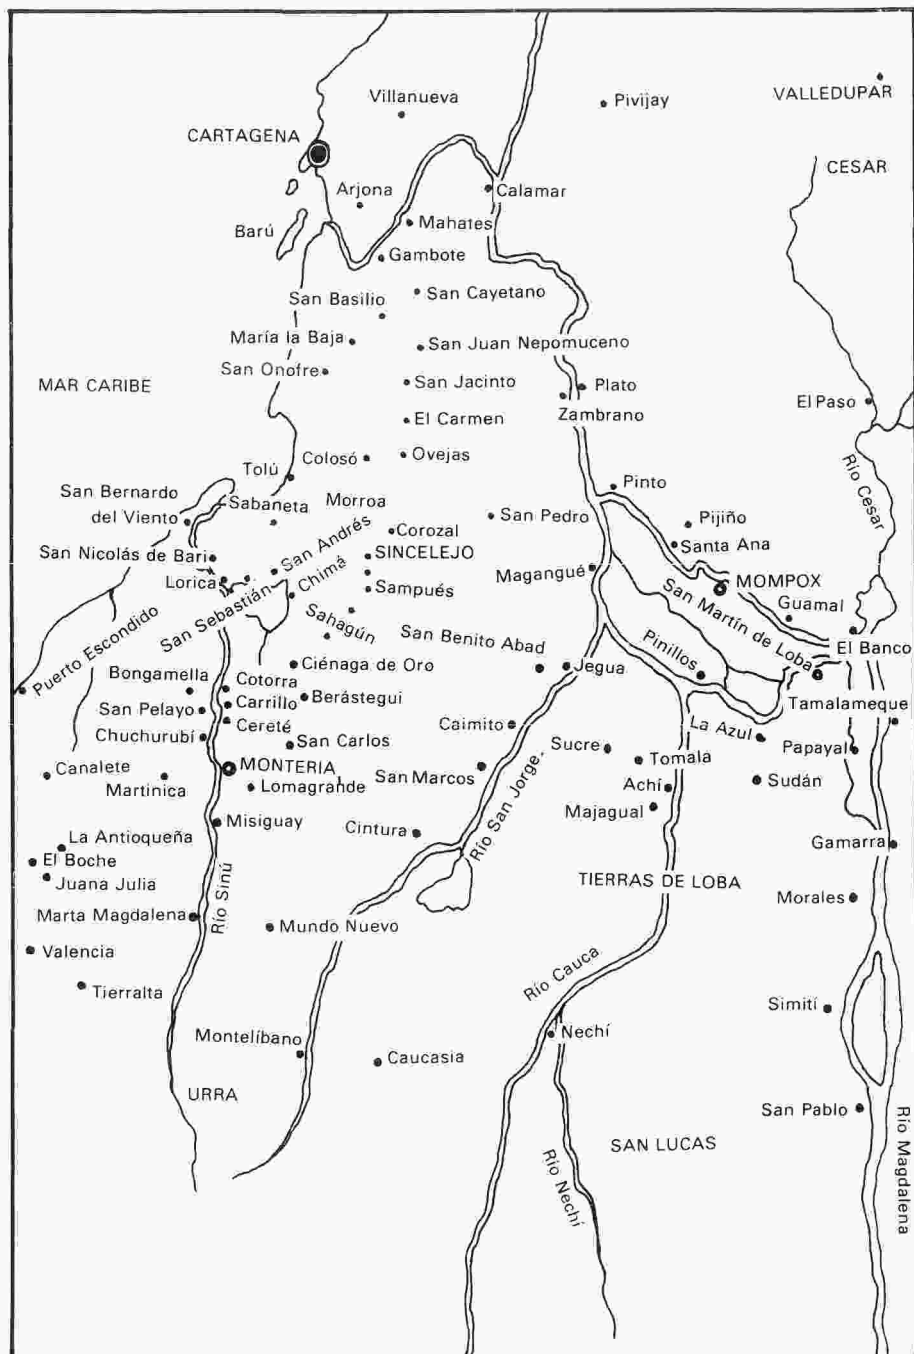 Villanueva
Pivijay
VALLEDUPAR
CARTAGENA
CESAR
Arjona
Calamar
Barú
Mahates
Gambote
San Basilio
San Cayetano
María la Baja
San Juan Nepomuceno
San Onofre
MAR CARIBE
San Jacinto
Plato
El Paso
El Carmen
Zambrano
Colosó
Ovejas
Tolú
Río Cesar
Pinto
San Bernardo
del Viento
Sabaneta
Morroa
San Pedro
Pijiño
San Andrés
Corozal
Santa Ana
San Nicolás de Bari
SINCELEJO
Lorica
Chimá
Sampués
Magangué
MOMPOX
San Sebastián
Guamal
San Martín de Loba
Puerto Escondido
Sahagún
San Benito Abad
Pinillos
El Banco
Bongamella
Ciénaga de Oro
Jegua
Cotorra
Berástegui
Tamalameque
San Pelayo
Carrillo
Cereté
Caimito
La Azul
Chuchurubí
San Carlos
Sucre
Papayal
Canalete
MONTERIA
San Marcos
Tomala
Martinica
Lomagrande
Río San Jorge
Achí
Sudán
Misiguay
Cintura
Majagual
La Antioqueña
Gamarra
El Boche
Juana Julia
Río Sinú
TIERRAS DE LOBA
Morales
Marta Magdalena
Mundo Nuevo
Valencia
Río Cauca
Tierralta
Simití
Montelíbano
Nechí
Caucasia
URRA
San Pablo
SAN LUCAS
Río Nechí
Río Magdalena